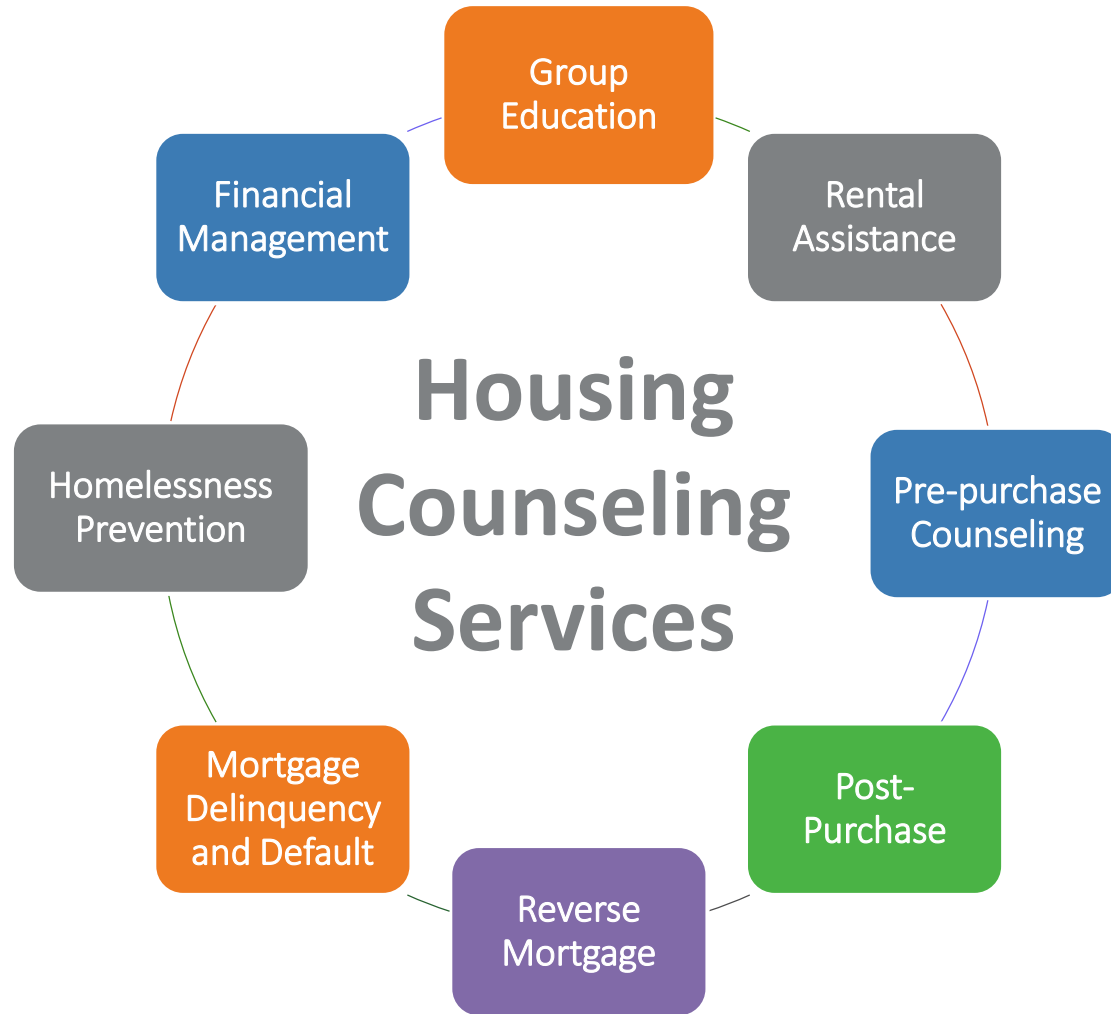 Group
Education
Rental
Assistance
Pre-purchase
Counseling
Post-
Purchase
Reverse
Mortgage
Mortgage
Delinquency
and Default
Homelessness
Prevention
Financial
Management
Housing
Counseling
Services